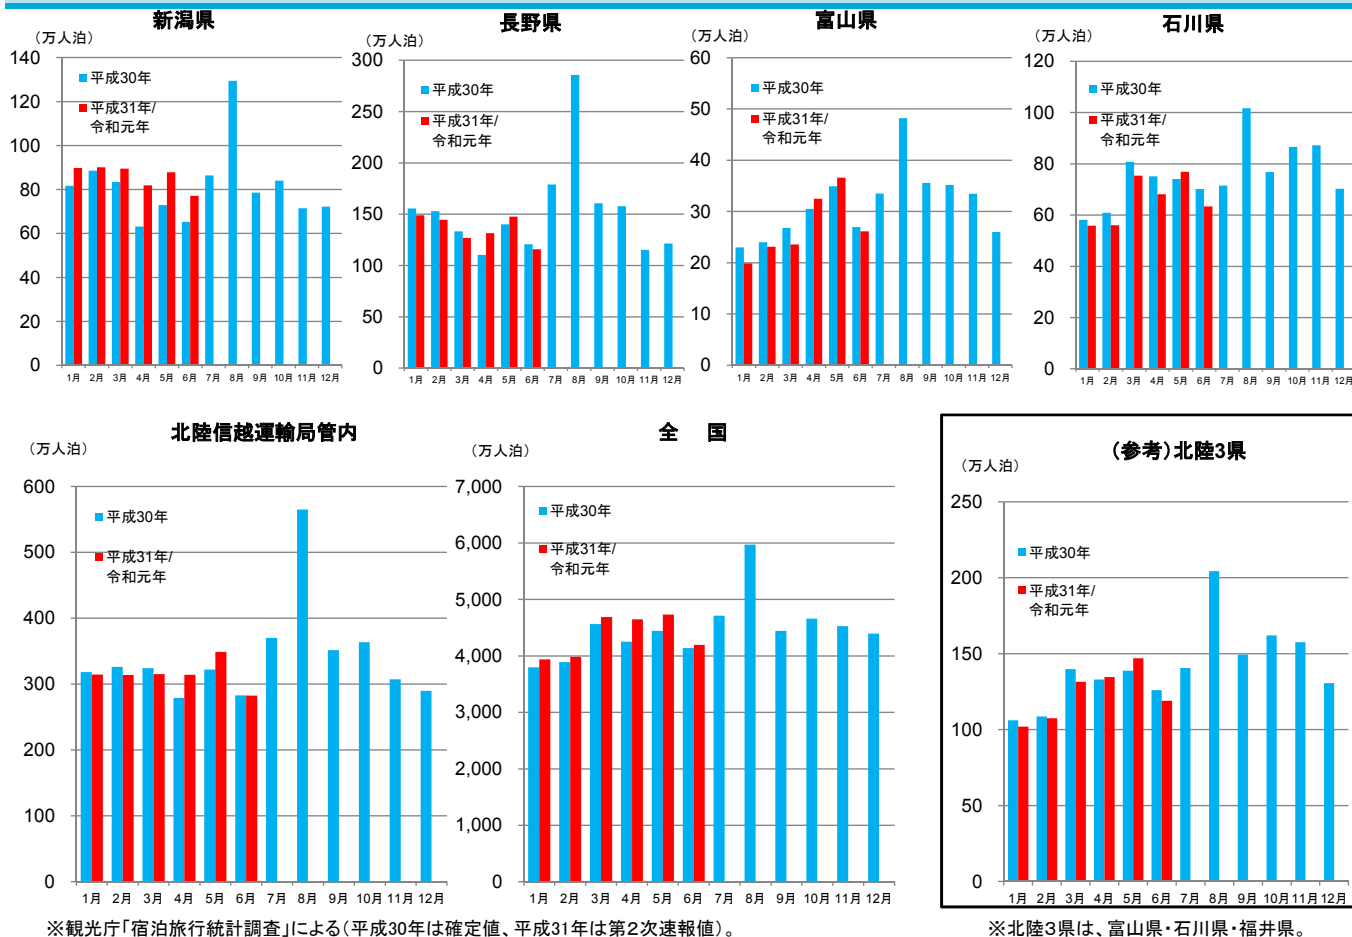 新潟県
（万人泊）
140
120
100
80
60
40
20
0
平成30年
平成31年/
令和元年
1月 2月 3月 4月 5月 6月 7月 8月 9月 10月 11月 12月
長野県
（万人泊）
300
250
200
150
100
50
0
平成30年
平成31年/
令和元年
1月 2月 3月 4月 5月 6月 7月 8月 9月 10月 11月 12月
富山県
（万人泊）
60
50
40
30
20
10
0
平成30年
平成31年/
令和元年
1月 2月 3月 4月 5月 6月 7月 8月 9月 10月 11月 12月
石川県
（万人泊）
120
100
80
60
40
20
0
平成30年
平成31年/
令和元年
1月 2月 3月 4月 5月 6月 7月 8月 9月 10月 11月 12月
北陸信越運輸局管内
（万人泊）
600
500
400
300
200
100
0
平成30年
平成31年/
令和元年
1月 2月 3月 4月 5月 6月 7月 8月 9月 10月 11月 12月
全　国
（万人泊）
7,000
6,000
5,000
4,000
3,000
2,000
1,000
0
平成30年
平成31年/
令和元年
1月 2月 3月 4月 5月 6月 7月 8月 9月 10月 11月 12月
（参考）北陸3県
（万人泊）
250
200
150
100
50
0
平成30年
平成31年/
令和元年
1月 2月 3月 4月 5月 6月 7月 8月 9月 10月 11月 12月
※観光庁「宿泊旅行統計調査」による（平成30年は確定値、平成31年は第２次速報値）。
※北陸３県は、富山県・石川県・福井県。